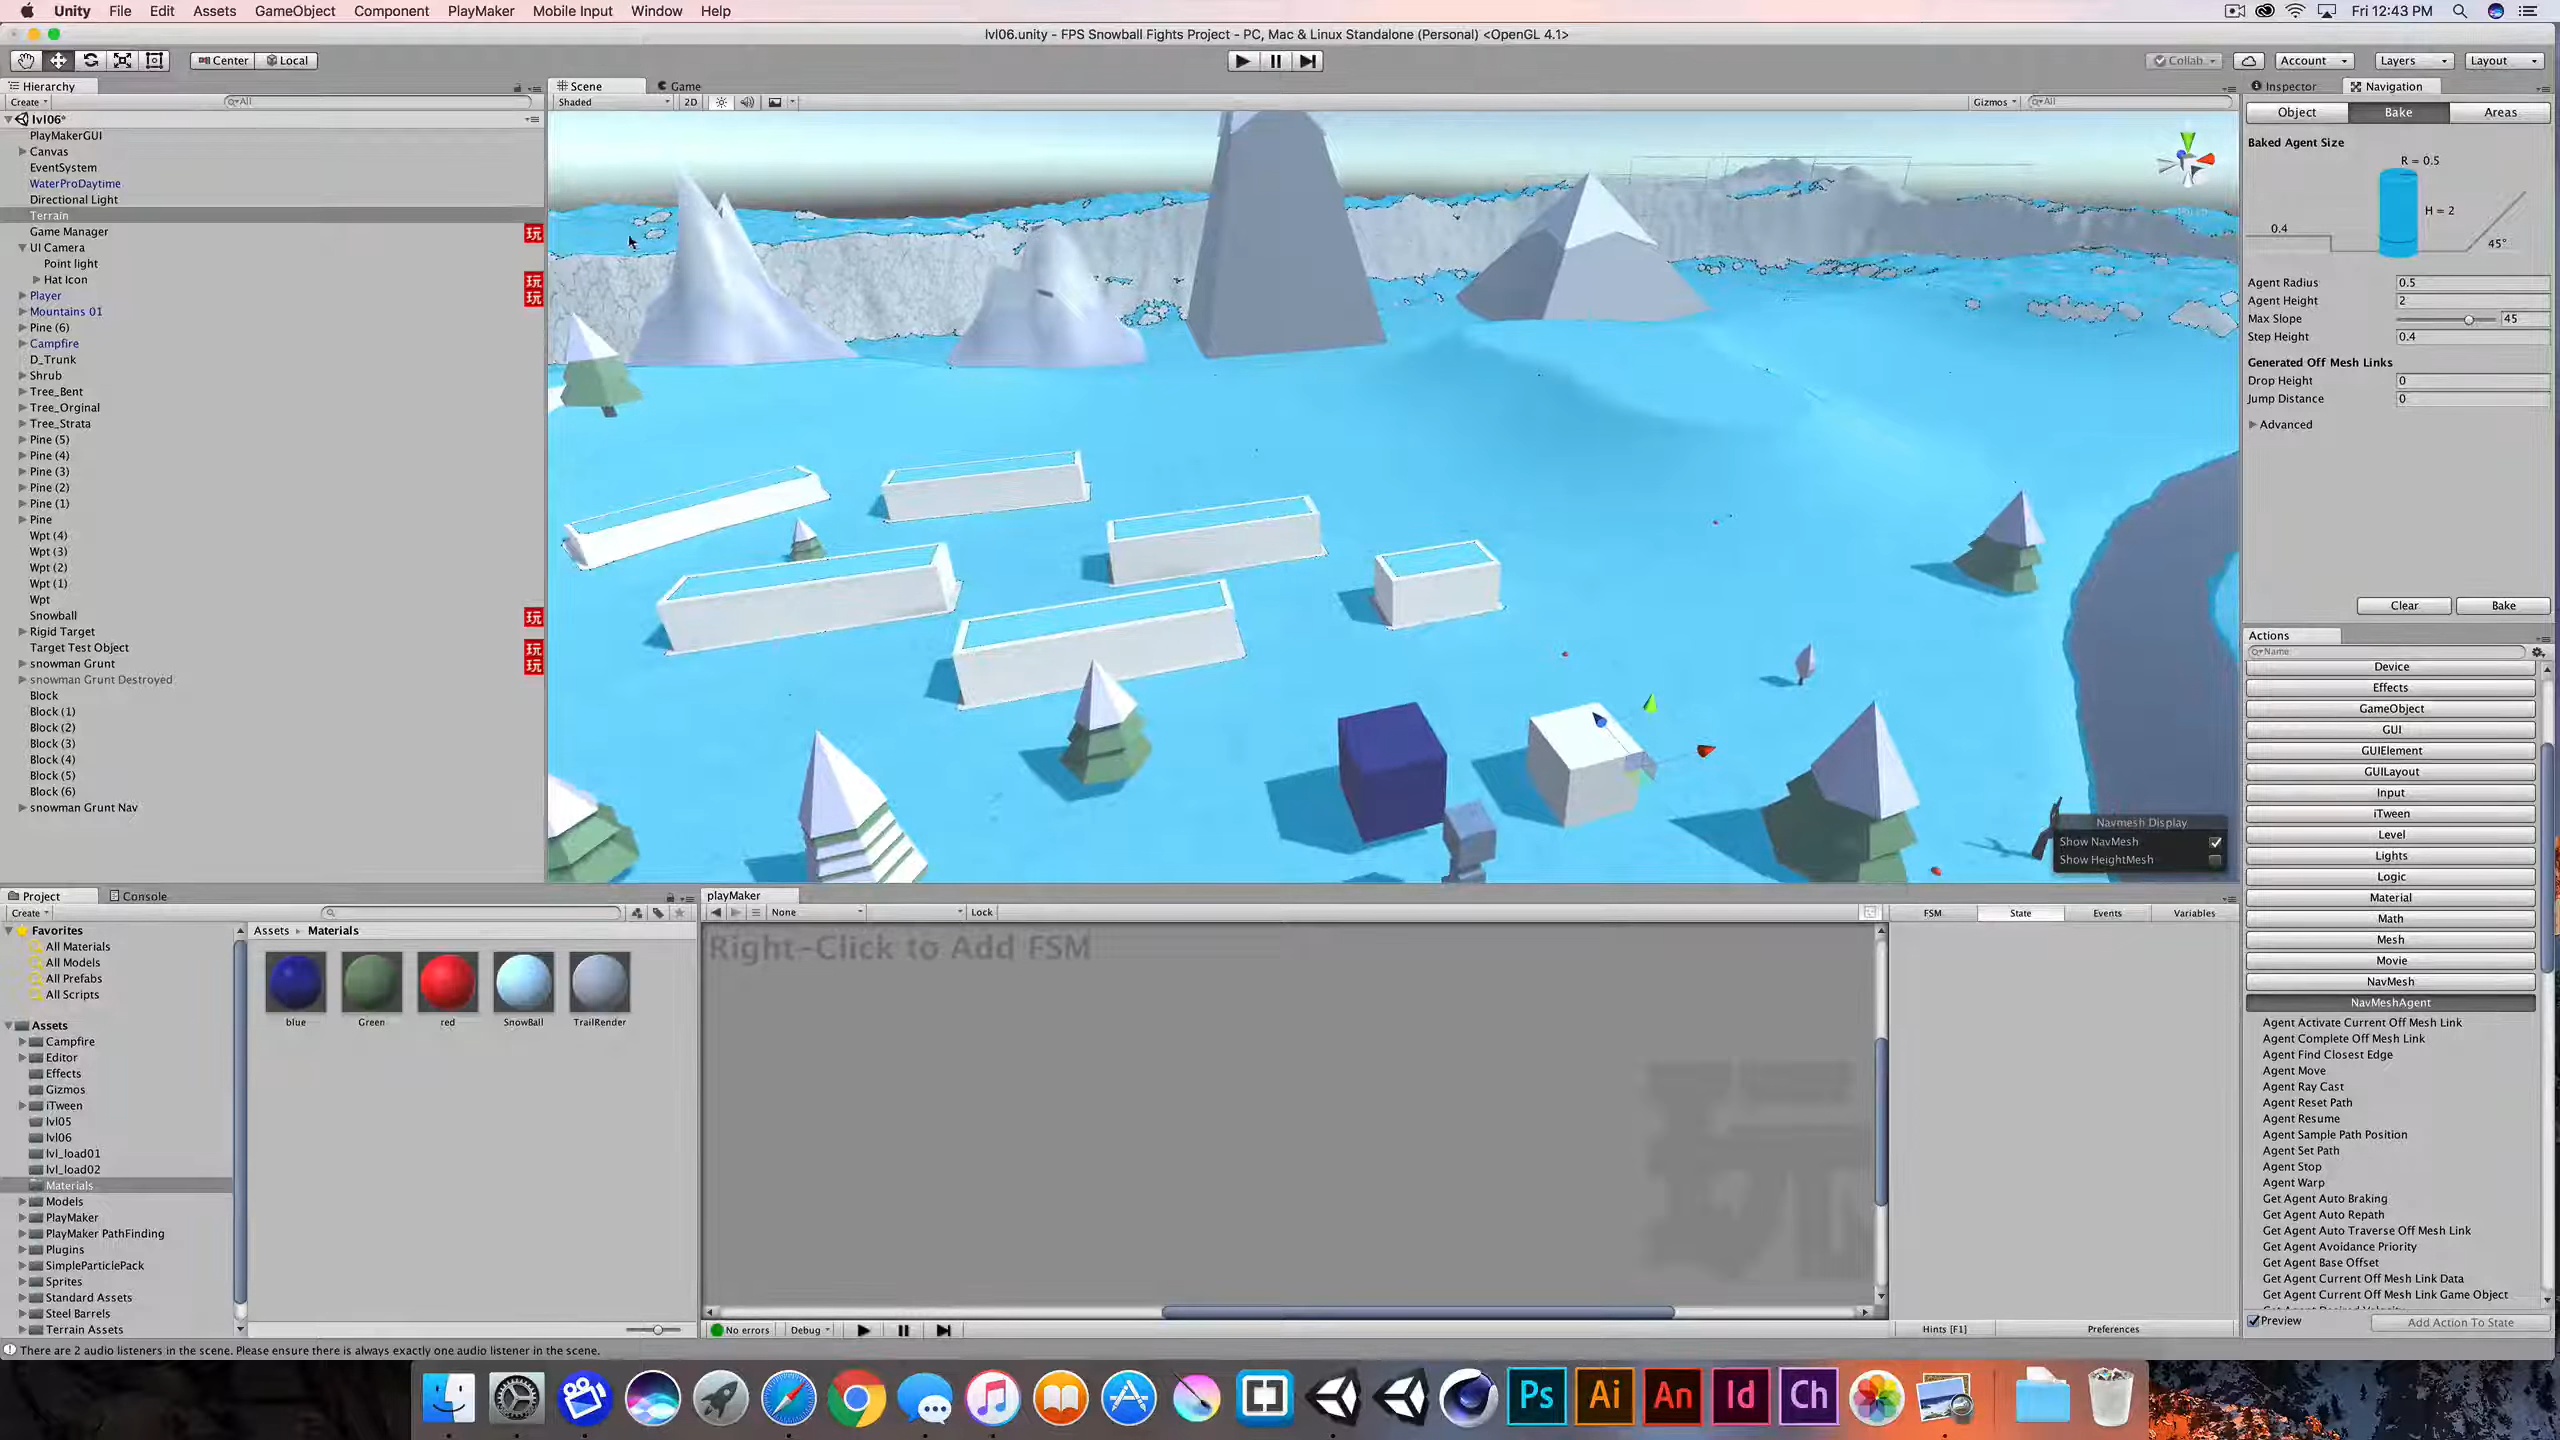 Unity File Edit Assets GameObject Component PlayMaker Mobile Input Window Help Fri 12:43 PM
lvl06.unity - FPS Snowball Fights Project - PC, Mac & Linux Standalone (Personal) <OpenGL 4.1>
Center Local Collab Account Layers Layout
Hierarchy
Create All
lvl06*
PlayMakerGUI
Canvas
EventSystem
WaterProDaytime
Directional Light
Terrain
Game Manager
UI Camera
Point light
Hat Icon
Player
Mountains 01
Pine (6)
Campfire
D_Trunk
Shrub
Tree_Bent
Tree_Orginal
Tree_Strata
Pine (5)
Pine (4)
Pine (3)
Pine (2)
Pine (1)
Pine
Wpt (4)
Wpt (3)
Wpt (2)
Wpt (1)
Wpt
Snowball
Rigid Target
Target Test Object
snowman Grunt
snowman Grunt Destroyed
Block
Block (1)
Block (2)
Block (3)
Block (4)
Block (5)
Block (6)
snowman Grunt Nav
玩
玩
玩
玩
玩
玩
Scene Game
Shaded 2D Gizmos All
Navmesh Display
Show NavMesh
Show HeightMesh
Inspector Navigation
Object Bake Areas
Baked Agent Size
R = 0.5
H = 2
0.4
45°
Agent Radius 0.5
Agent Height 2
Max Slope 45
Step Height 0.4
Generated Off Mesh Links
Drop Height 0
Jump Distance 0
Advanced
Clear Bake
Actions
Name
Device
Effects
GameObject
GUI
GUIElement
GUILayout
Input
iTween
Level
Lights
Logic
Material
Math
Mesh
Movie
NavMesh
NavMeshAgent
Agent Activate Current Off Mesh Link
Agent Complete Off Mesh Link
Agent Find Closest Edge
Agent Move
Agent Ray Cast
Agent Reset Path
Agent Resume
Agent Sample Path Position
Agent Set Path
Agent Stop
Agent Warp
Get Agent Auto Braking
Get Agent Auto Repath
Get Agent Auto Traverse Off Mesh Link
Get Agent Avoidance Priority
Get Agent Base Offset
Get Agent Current Off Mesh Link Data
Get Agent Current Off Mesh Link Game Object
Preview Add Action To State
Project Console
Create
Favorites
All Materials
All Models
All Prefabs
All Scripts
Assets
Campfire
Editor
Effects
Gizmos
iTween
lvl05
lvl06
lvl_load01
lvl_load02
Materials
Models
PlayMaker
PlayMaker PathFinding
Plugins
SimpleParticlePack
Sprites
Standard Assets
Steel Barrels
Terrain Assets
Assets Materials
blue Green red SnowBall TrailRender
playMaker
None Lock FSM State Events Variables
Right-Click to Add FSM
玩
No errors Debug Hints [F1] Preferences
There are 2 audio listeners in the scene. Please ensure there is always exactly one audio listener in the scene.
Ps Ai An Id Ch